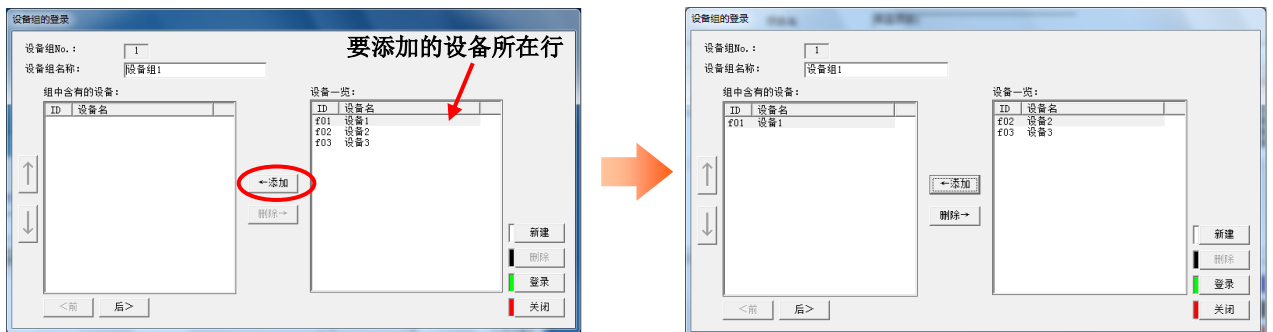 设备组的登录
设备组No.：
1
要添加的设备所在行
设备组名称：
设备组1
组中含有的设备：
设备一览：
ID 设备名
ID 设备名
f01 设备1
f02 设备2
f03 设备3
↑
←添加
删除→
↓
新建
删除
登录
<前
后>
关闭
设备组的登录
设备组No.：
1
设备组名称：
设备组1
组中含有的设备：
设备一览：
ID 设备名
ID 设备名
f01 设备1
f02 设备2
f03 设备3
↑
←添加
删除→
↓
新建
删除
登录
<前
后>
关闭